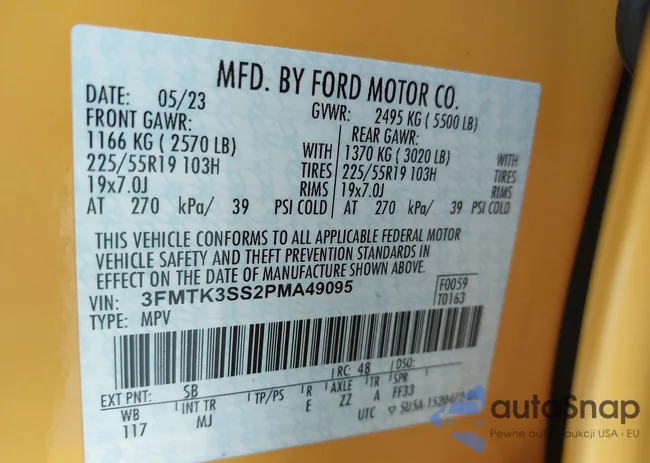 MFD. BY FORD MOTOR CO.
DATE: 05/23 GVWR: 2495 KG ( 5500 LB)
FRONT GAWR: REAR GAWR:
1166 KG ( 2570 LB) WITH 1370 KG ( 3020 LB) WITH
225/55R19 103H TIRES 225/55R19 103H TIRES
19x7.0J RIMS 19x7.0J RIMS
AT 270 kPa/ 39 PSI COLD AT 270 kPa/ 39 PSI COLD
THIS VEHICLE CONFORMS TO ALL APPLICABLE FEDERAL MOTOR
VEHICLE SAFETY AND THEFT PREVENTION STANDARDS IN
EFFECT ON THE DATE OF MANUFACTURE SHOWN ABOVE.
VIN: 3FMTK3SS2PMA49095 F0059
TYPE: MPV T0163
EXT PNT: SB RC: 48 DSO:
WB INT TR TP/PS R AXLE TR SPR
117 MJ E ZZ A FF33
UTC
autoSnap
Pewne auto z aukcji USA - EU